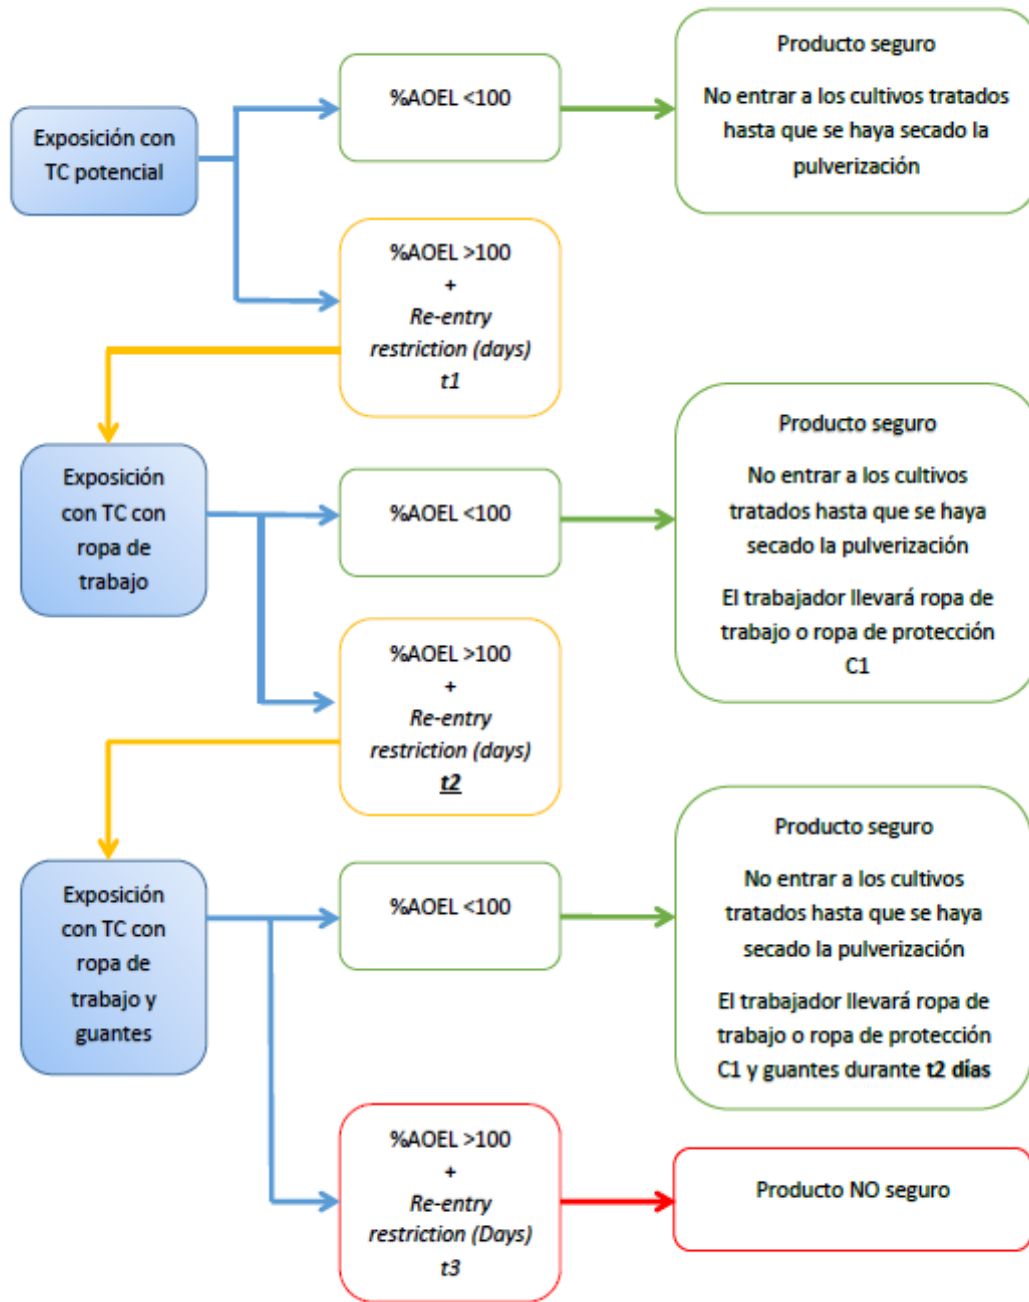 Exposición con
TC potencial
%AOEL <100
Producto seguro
No entrar a los cultivos tratados
hasta que se haya secado la
pulverización
%AOEL >100
+
Re-entry
restriction (days)
t1
Exposición
con TC con
ropa de
trabajo
%AOEL <100
Producto seguro
No entrar a los cultivos
tratados hasta que se haya
secado la pulverización
El trabajador llevará ropa de
trabajo o ropa de protección
C1
%AOEL >100
+
Re-entry
restriction (days)
t2
Exposición
con TC con
ropa de
trabajo y
guantes
%AOEL <100
Producto seguro
No entrar a los cultivos
tratados hasta que se haya
secado la pulverización
El trabajador llevará ropa de
trabajo o ropa de protección
C1 y guantes durante t2 días
%AOEL >100
+
Re-entry
restriction (Days)
t3
Producto NO seguro